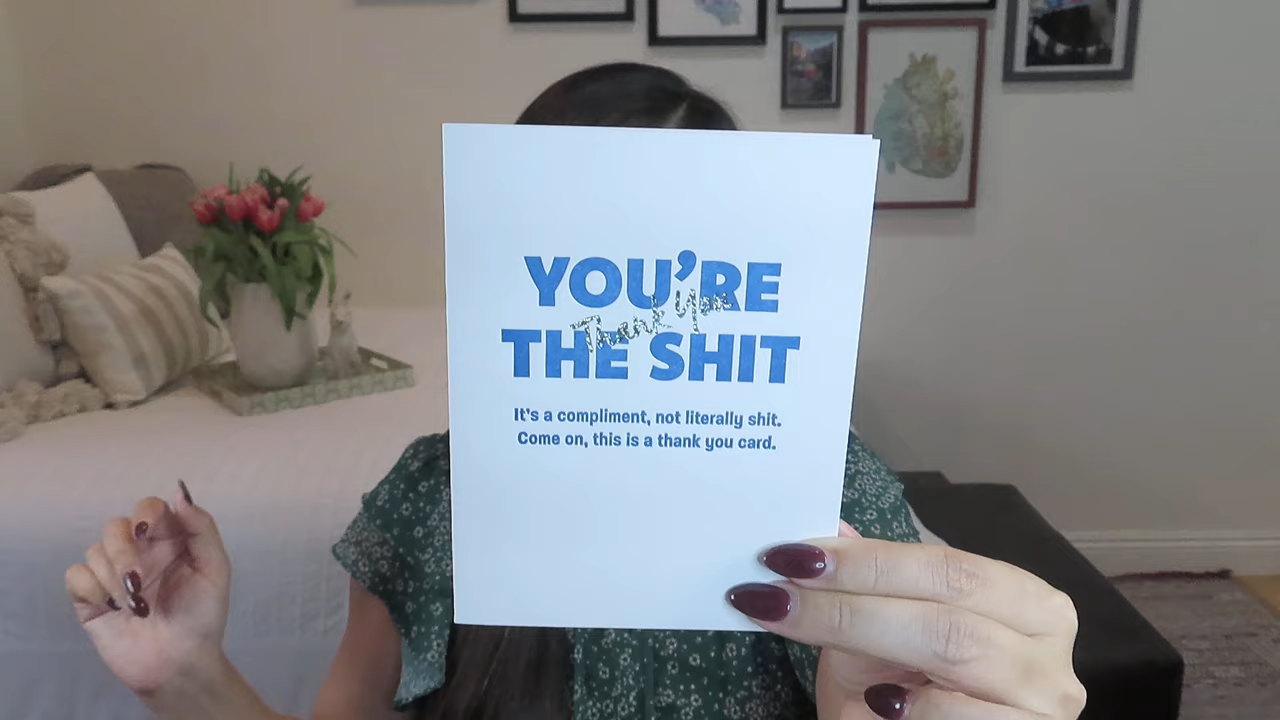 YOU'RE
Thank You
THE SHIT
It's a compliment, not literally shit.
Come on, this is a thank you card.